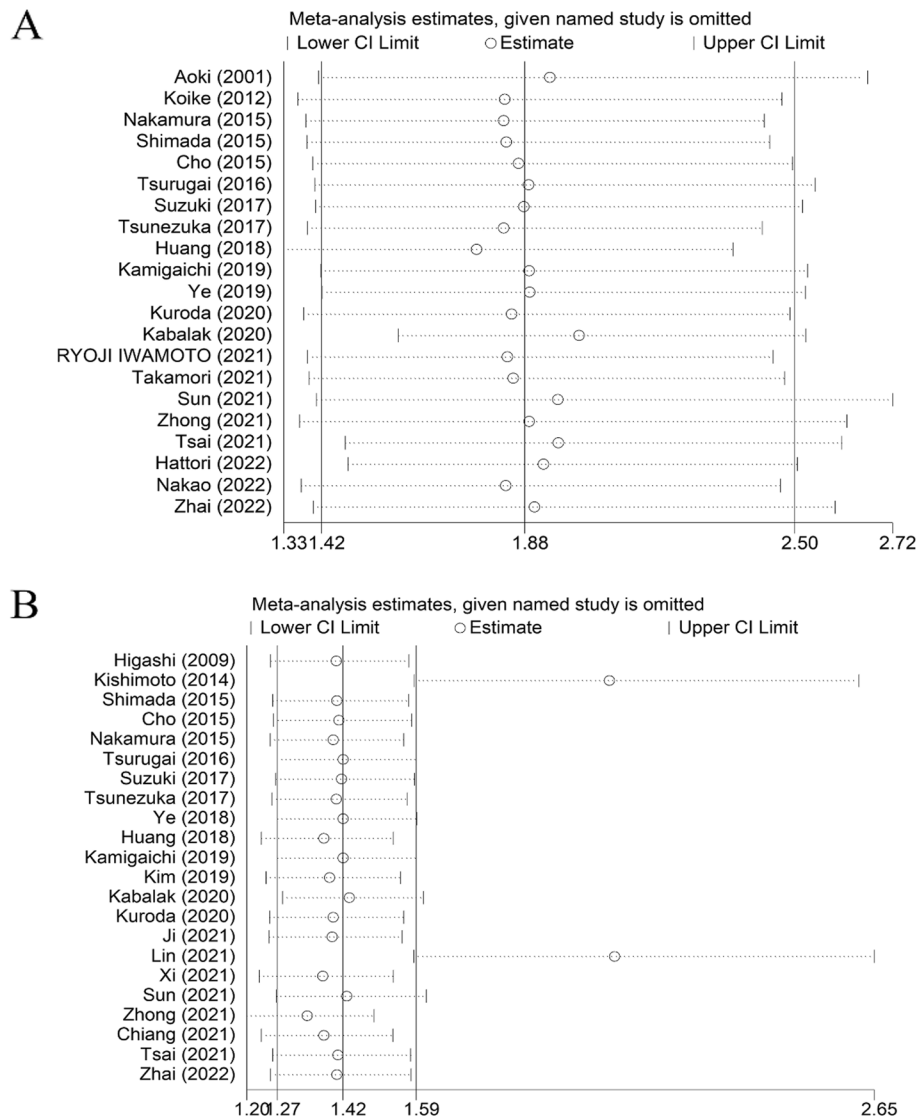 A
Meta-analysis estimates, given named study is omitted
| Lower CI Limit ○ Estimate | Upper CI Limit
Aoki (2001)
Koike (2012)
Nakamura (2015)
Shimada (2015)
Cho (2015)
Tsurugai (2016)
Suzuki (2017)
Tsunezuka (2017)
Huang (2018)
Kamigaichi (2019)
Ye (2019)
Kuroda (2020)
Kabalak (2020)
RYOJI IWAMOTO (2021)
Takamori (2021)
Sun (2021)
Zhong (2021)
Tsai (2021)
Hattori (2022)
Nakao (2022)
Zhai (2022)
1.33 1.42 1.88 2.50 2.72
B
Meta-analysis estimates, given named study is omitted
| Lower CI Limit ○ Estimate | Upper CI Limit
Higashi (2009)
Kishimoto (2014)
Shimada (2015)
Cho (2015)
Nakamura (2015)
Tsurugai (2016)
Suzuki (2017)
Tsunezuka (2017)
Ye (2018)
Huang (2018)
Kamigaichi (2019)
Kim (2019)
Kabalak (2020)
Kuroda (2020)
Ji (2021)
Lin (2021)
Xi (2021)
Sun (2021)
Zhong (2021)
Chiang (2021)
Tsai (2021)
Zhai (2022)
1.20 1.27 1.42 1.59 2.65